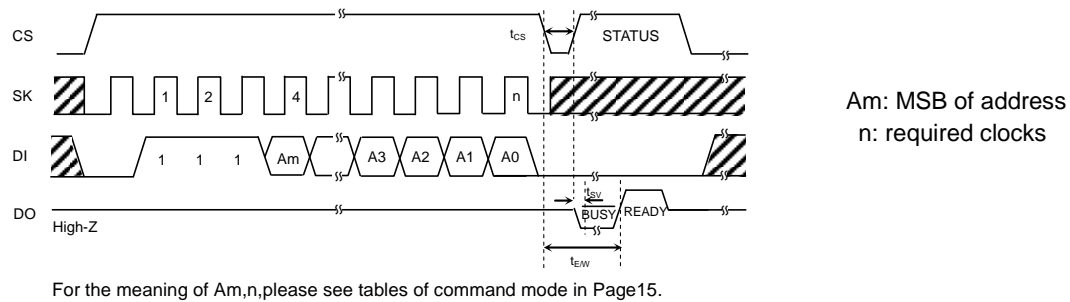 CS
tCS
STATUS
SK
1 2 4 n
DI
1 1 1 Am A3 A2 A1 A0
tSV
DO
BUSY READY
High-Z
tE/W
Am: MSB of address
n: required clocks
For the meaning of Am,n,please see tables of command mode in Page15.